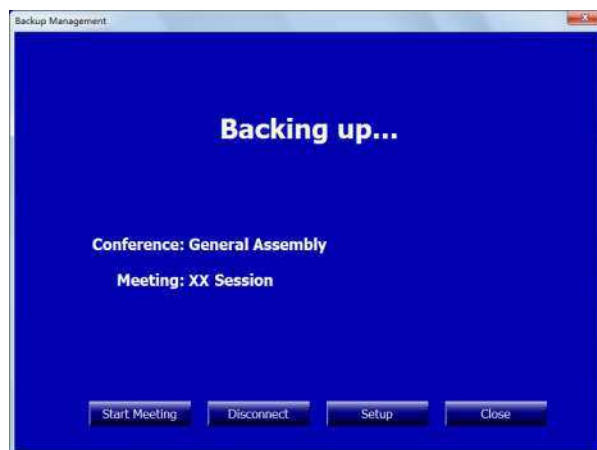 Backup Management
Backing up...
Conference: General Assembly
Meeting: XX Session
Start Meeting Disconnect Setup Close